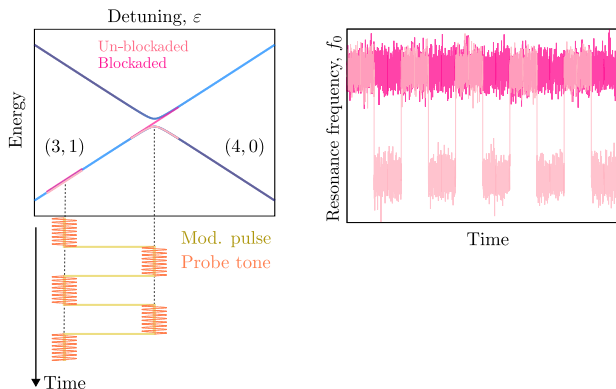 Detuning, ε
Un-blockaded
Blockaded
Energy
(3, 1)
(4, 0)
Mod. pulse
Probe tone
Time
Resonance frequency, f₀
Time